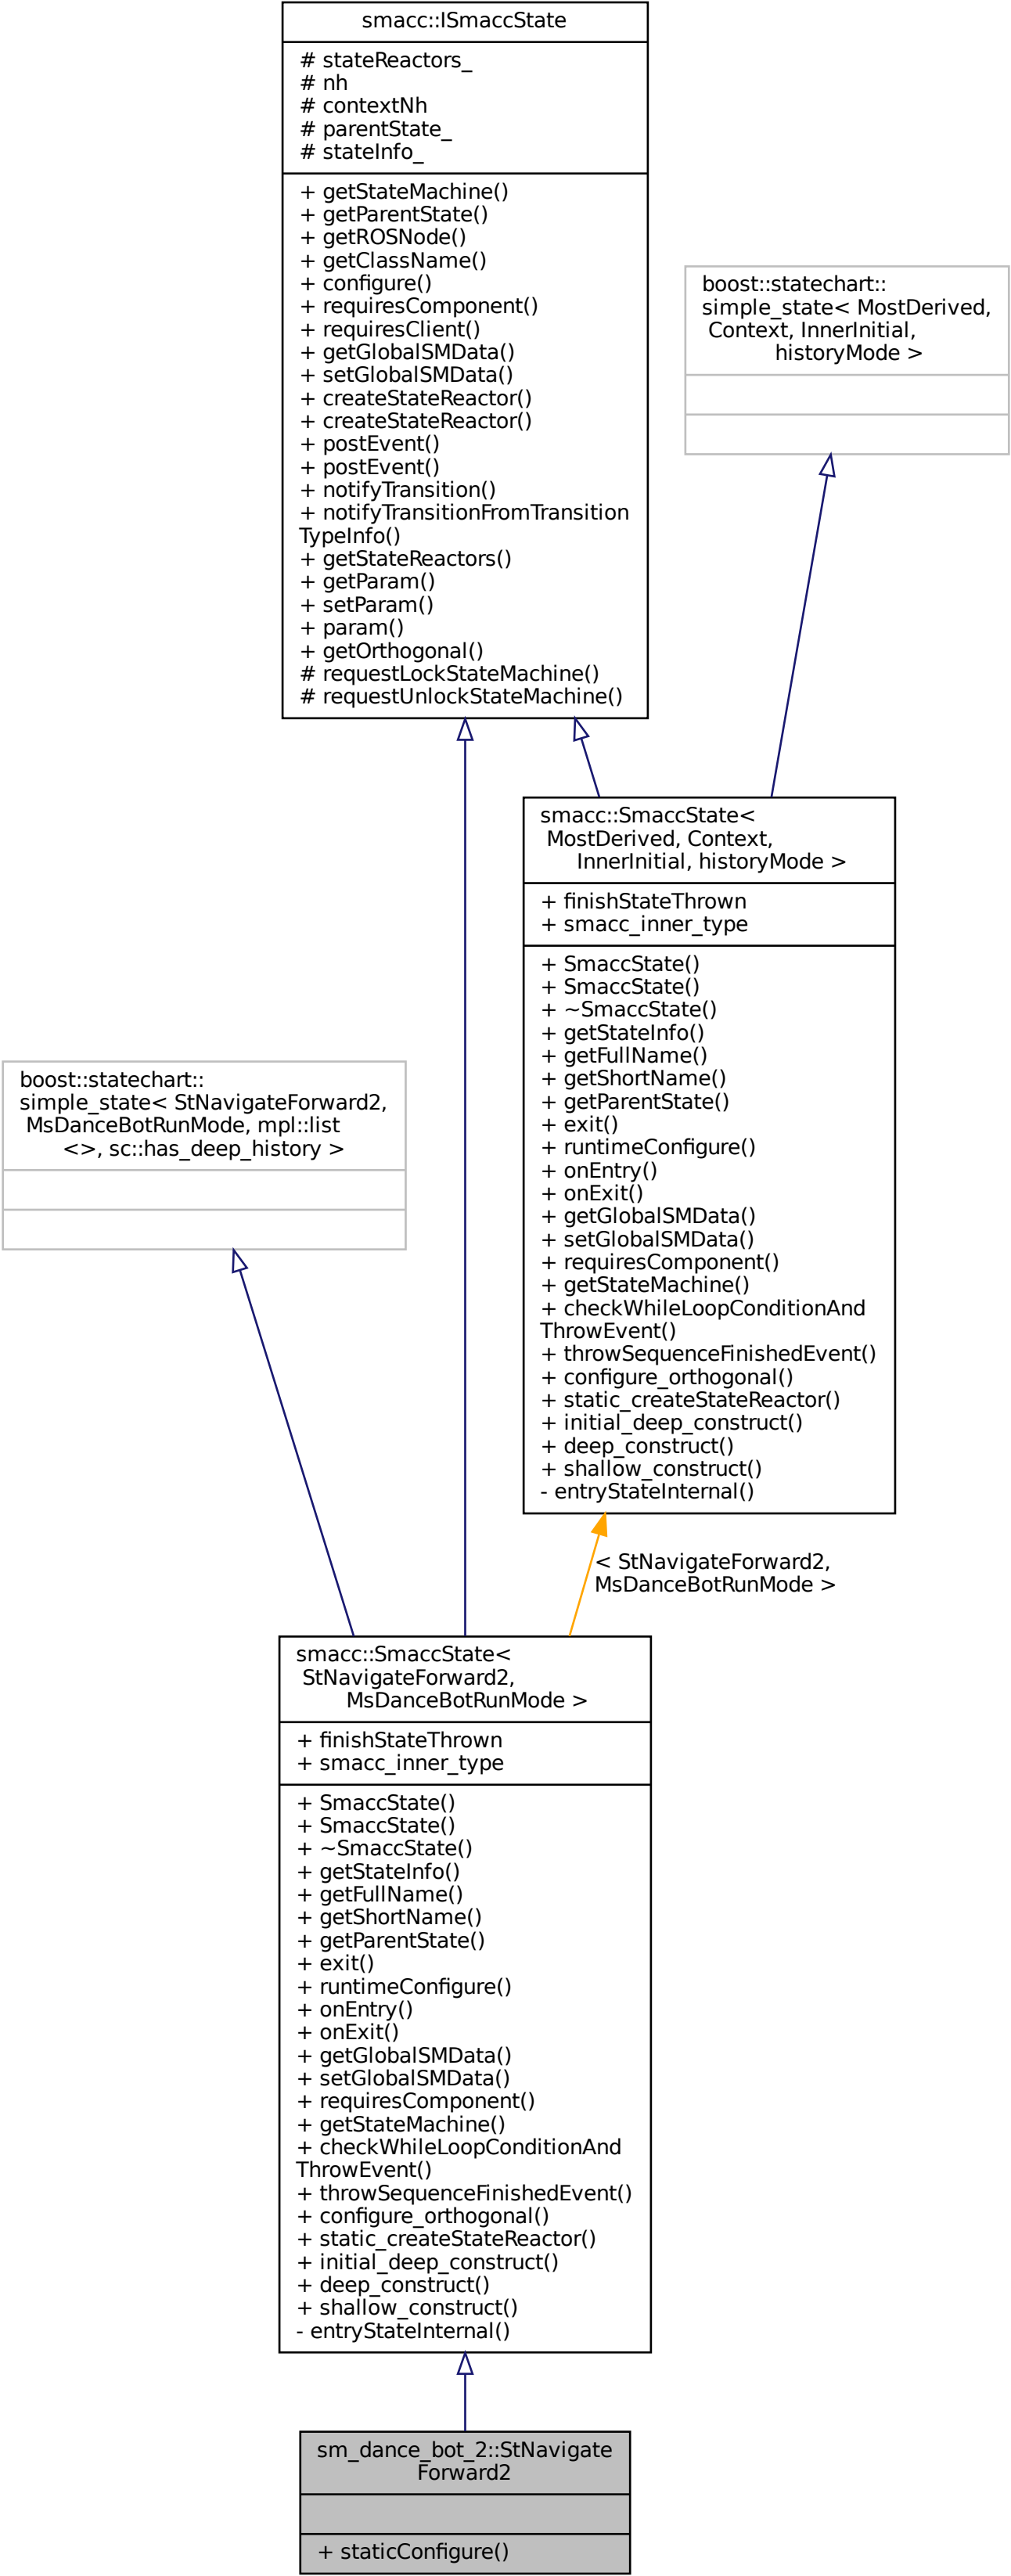 smacc::ISmaccState
# stateReactors_
# nh
# contextNh
# parentState_
# stateInfo_
+ getStateMachine()
+ getParentState()
+ getROSNode()
+ getClassName()
+ configure()
+ requiresComponent()
+ requiresClient()
+ getGlobalSMData()
+ setGlobalSMData()
+ createStateReactor()
+ createStateReactor()
+ postEvent()
+ postEvent()
+ notifyTransition()
+ notifyTransitionFromTransition
TypeInfo()
+ getStateReactors()
+ getParam()
+ setParam()
+ param()
+ getOrthogonal()
# requestLockStateMachine()
# requestUnlockStateMachine()
boost::statechart::
simple_state< MostDerived,
Context, InnerInitial,
historyMode >
smacc::SmaccState<
MostDerived, Context,
InnerInitial, historyMode >
+ finishStateThrown
+ smacc_inner_type
+ SmaccState()
+ SmaccState()
+ ~SmaccState()
+ getStateInfo()
+ getFullName()
+ getShortName()
+ getParentState()
+ exit()
+ runtimeConfigure()
+ onEntry()
+ onExit()
+ getGlobalSMData()
+ setGlobalSMData()
+ requiresComponent()
+ getStateMachine()
+ checkWhileLoopConditionAnd
ThrowEvent()
+ throwSequenceFinishedEvent()
+ configure_orthogonal()
+ static_createStateReactor()
+ initial_deep_construct()
+ deep_construct()
+ shallow_construct()
- entryStateInternal()
boost::statechart::
simple_state< StNavigateForward2,
MsDanceBotRunMode, mpl::list
<>, sc::has_deep_history >
< StNavigateForward2,
MsDanceBotRunMode >
smacc::SmaccState<
StNavigateForward2,
MsDanceBotRunMode >
+ finishStateThrown
+ smacc_inner_type
+ SmaccState()
+ SmaccState()
+ ~SmaccState()
+ getStateInfo()
+ getFullName()
+ getShortName()
+ getParentState()
+ exit()
+ runtimeConfigure()
+ onEntry()
+ onExit()
+ getGlobalSMData()
+ setGlobalSMData()
+ requiresComponent()
+ getStateMachine()
+ checkWhileLoopConditionAnd
ThrowEvent()
+ throwSequenceFinishedEvent()
+ configure_orthogonal()
+ static_createStateReactor()
+ initial_deep_construct()
+ deep_construct()
+ shallow_construct()
- entryStateInternal()
sm_dance_bot_2::StNavigate
Forward2
+ staticConfigure()